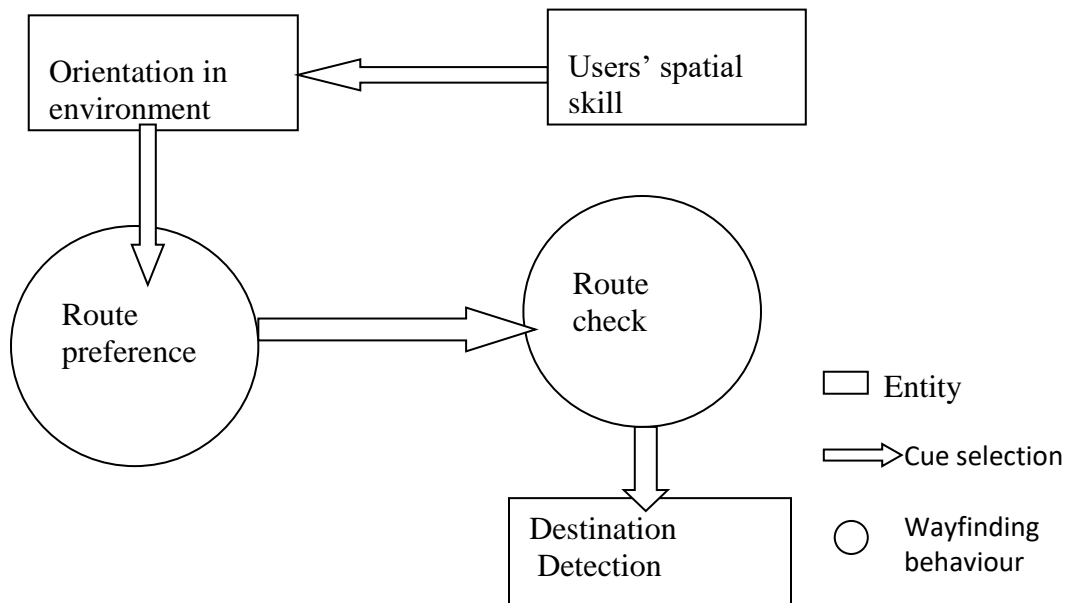 Orientation in
environment
Users' spatial
skill
Route
preference
Route
check
Destination
Detection
Entity
Cue selection
Wayfinding
behaviour